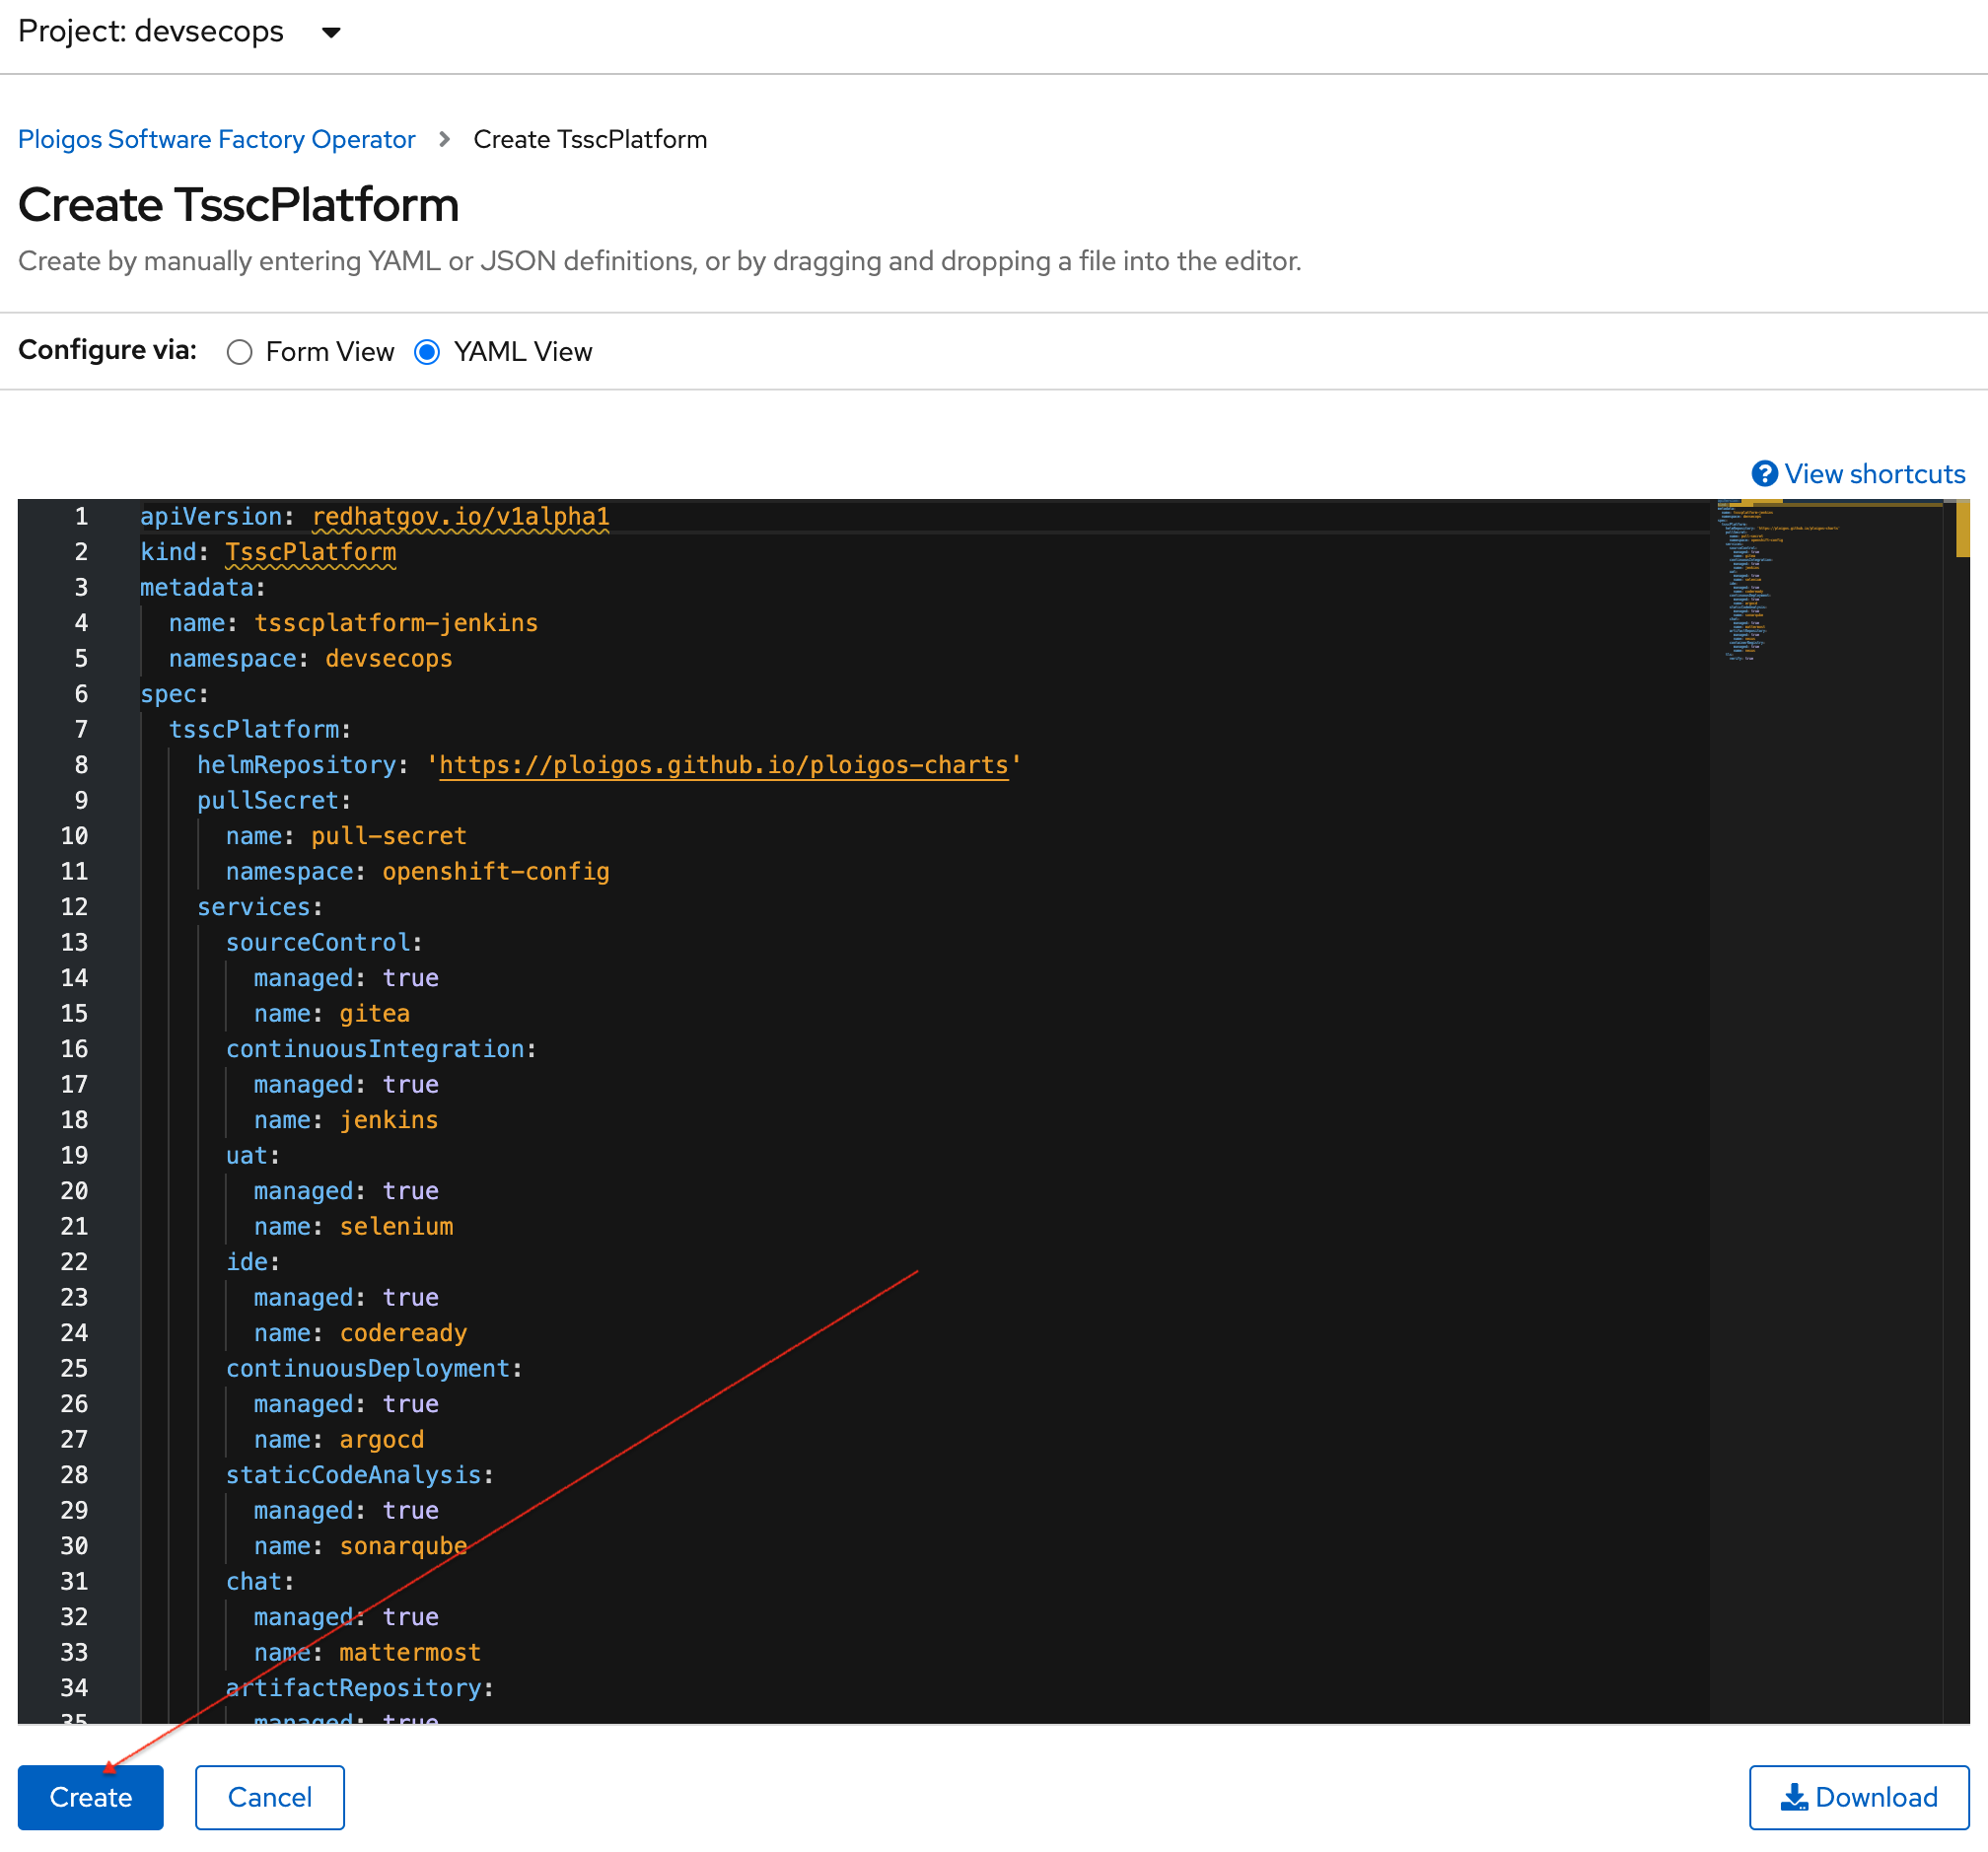 Project: devsecops
Ploigos Software Factory Operator > Create TsscPlatform
Create TsscPlatform
Create by manually entering YAML or JSON definitions, or by dragging and dropping a file into the editor.
Configure via: Form View YAML View
View shortcuts
1 apiVersion: redhatgov.io/v1alpha1
2 kind: TsscPlatform
3 metadata:
4 name: tsscplatform-jenkins
5 namespace: devsecops
6 spec:
7 tsscPlatform:
8 helmRepository: 'https://ploigos.github.io/ploigos-charts'
9 pullSecret:
10 name: pull-secret
11 namespace: openshift-config
12 services:
13 sourceControl:
14 managed: true
15 name: gitea
16 continuousIntegration:
17 managed: true
18 name: jenkins
19 uat:
20 managed: true
21 name: selenium
22 ide:
23 managed: true
24 name: codeready
25 continuousDeployment:
26 managed: true
27 name: argocd
28 staticCodeAnalysis:
29 managed: true
30 name: sonarqube
31 chat:
32 managed: true
33 name: mattermost
34 artifactRepository:
35 managed: true
Create Cancel Download